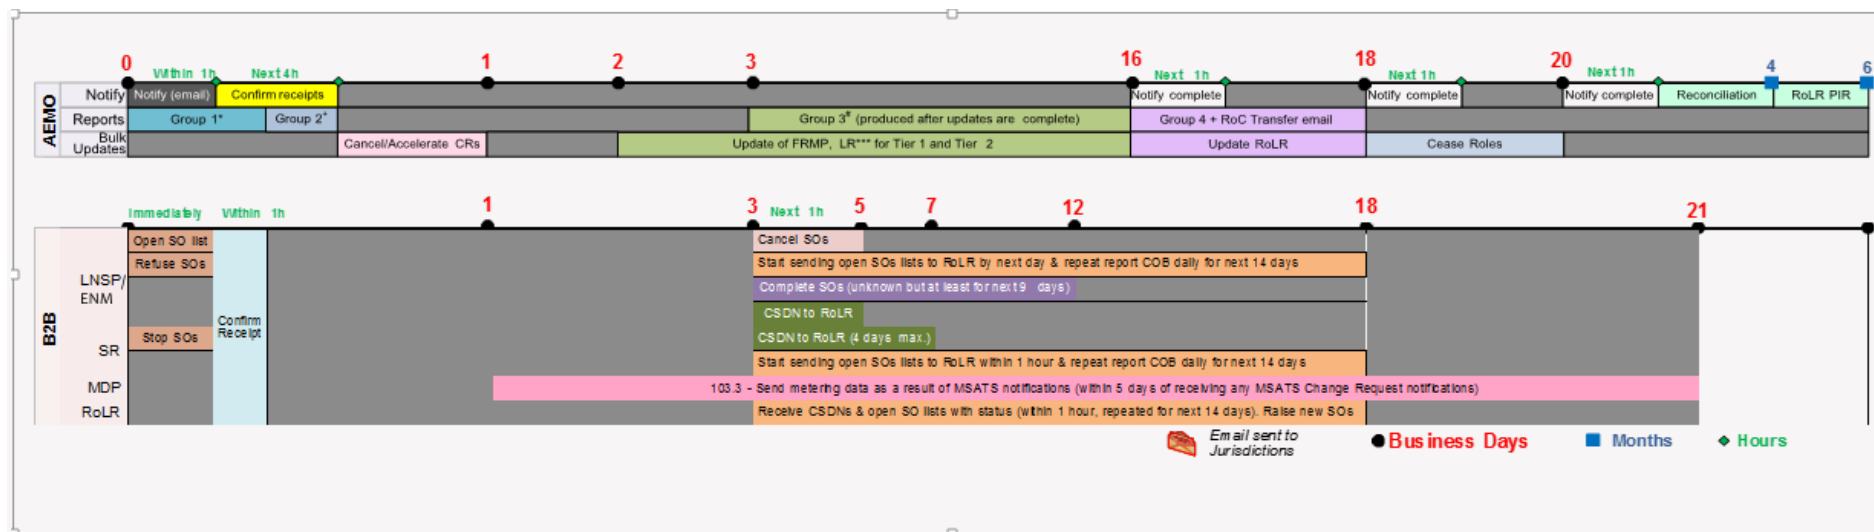 0 1 2 3 16 18 20 4 6
Within 1h Next 4h Next 1h Next 1h Next 1h
AEMO
Notify Notify (email) Confirm receipts Notify complete Notify complete Notify complete Reconciliation RoLR PIR
Reports Group 1* Group 2+ Group 3# (produced after updates are complete) Group 4 + RoC Transfer email
Bulk
Updates Cancel/Accelerate CRs Update of FRMP, LR*** for Tier 1 and Tier 2 Update RoLR Cease Roles
1 3 5 7 12 18 21
Immediately Within 1h Next 1h
B2B
Open SO list Cancel SOs
Refuse SOs Start sending open SOs lists to RoLR by next day & repeat report COB daily for next 14 days
LNSP/
ENM
Complete SOs (unknown but at least for next 9 days)
Confirm
Receipt
CSDN to RoLR
Stop SOs CSDN to RoLR (4 days max.)
SR Start sending open SOs lists to RoLR within 1 hour & repeat report COB daily for next 14 days
MDP 103.3 - Send metering data as a result of MSATS notifications (within 5 days of receiving any MSATS Change Request notifications)
RoLR Receive CSDNs & open SO lists with status (within 1 hour, repeated for next 14 days). Raise new SOs
Email sent to
Jurisdictions
Business Days Months Hours